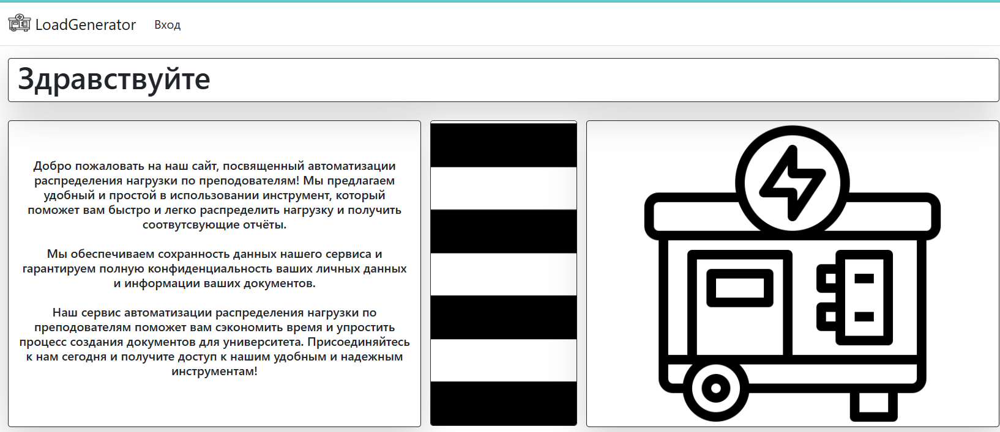 LoadGenerator Вход
Здравствуйте
Добро пожаловать на наш сайт, посвященный автоматизации
распределения нагрузки по преподователям! Мы предлагаем
удобный и простой в использовании инструмент, который
поможет вам быстро и легко распределить нагрузку и получить
соотвутсвующие отчёты.
Мы обеспечиваем сохранность данных нашего сервиса и
гарантируем полную конфиденциальность ваших личных данных
и информации ваших документов.
Наш сервис автоматизации распределения нагрузки по
преподователям поможет вам сэкономить время и упростить
процесс создания документов для университета. Присоединяйтесь
к нам сегодня и получите доступ к нашим удобным и надежным
инструментам!